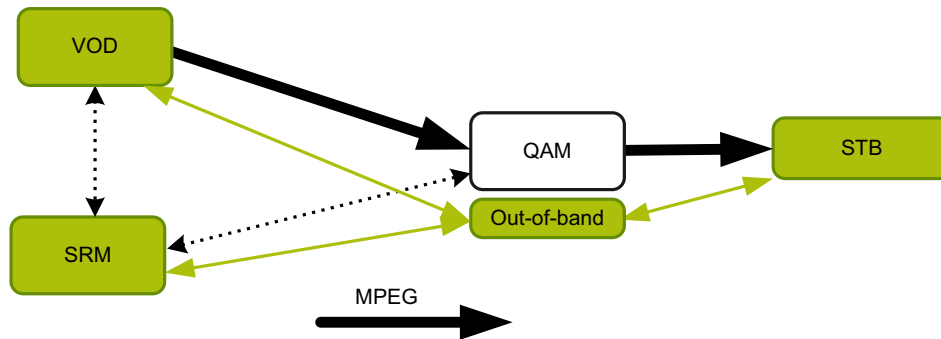 VOD
QAM
STB
Out-of-band
SRM
MPEG